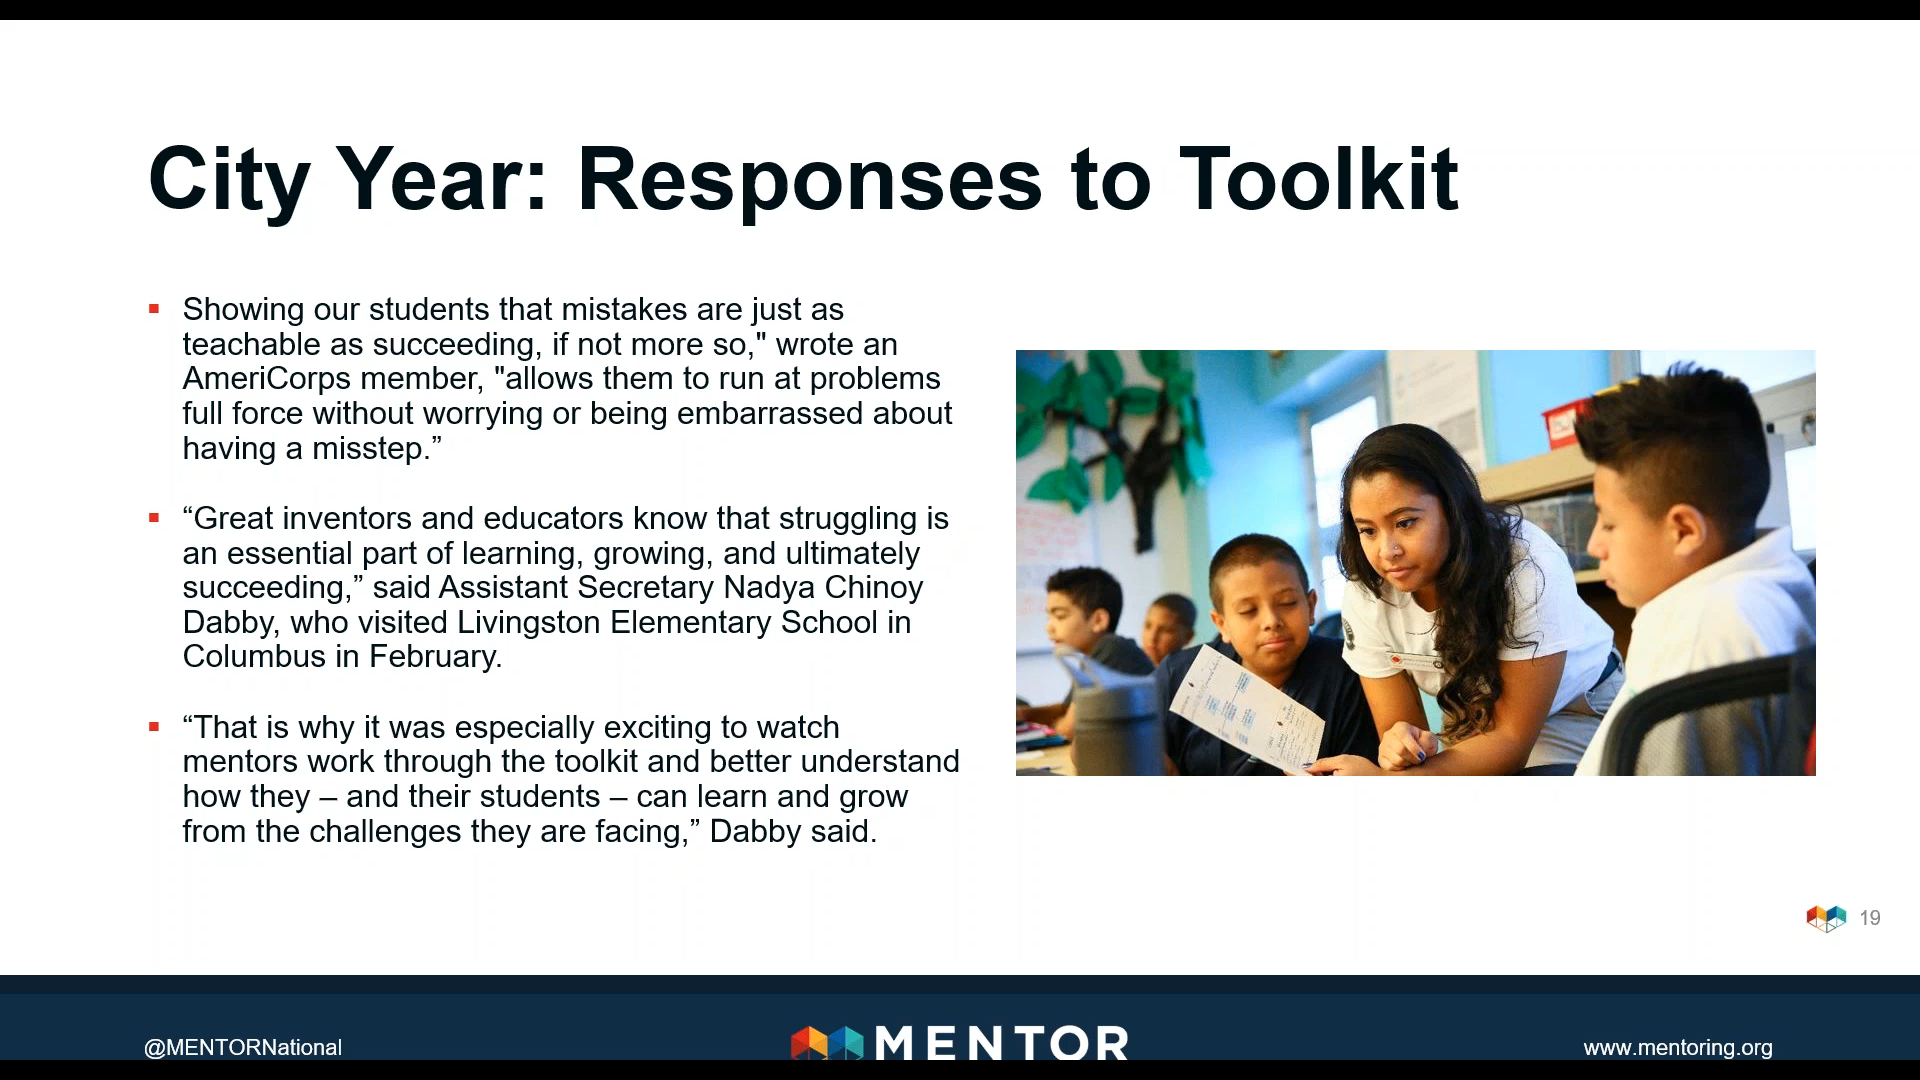 City Year: Responses to Toolkit
Showing our students that mistakes are just as
teachable as succeeding, if not more so," wrote an
AmeriCorps member, "allows them to run at problems
full force without worrying or being embarrassed about
having a misstep.”
“Great inventors and educators know that struggling is
an essential part of learning, growing, and ultimately
succeeding,” said Assistant Secretary Nadya Chinoy
Dabby, who visited Livingston Elementary School in
Columbus in February.
“That is why it was especially exciting to watch
mentors work through the toolkit and better understand
how they – and their students – can learn and grow
from the challenges they are facing,” Dabby said.
19
@MENTORNational
MENTOR
www.mentoring.org